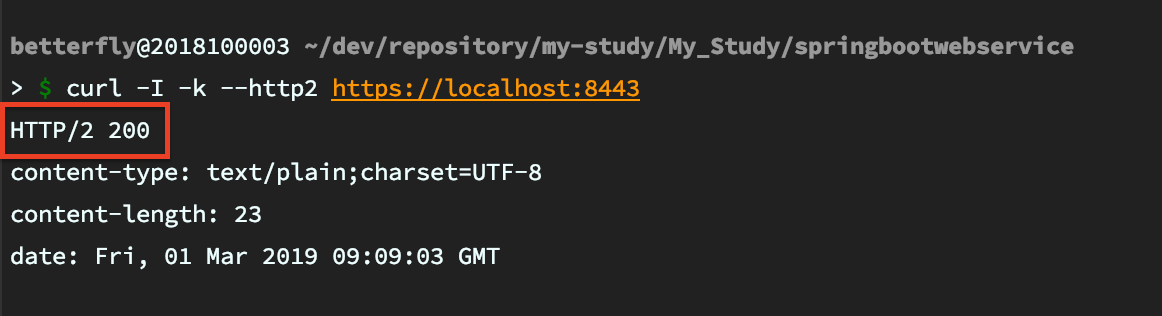 betterfly@2018100003 ~/dev/repository/my-study/My_Study/springbootwebservice
> $ curl -I -k --http2 https://localhost:8443
HTTP/2 200
content-type: text/plain;charset=UTF-8
content-length: 23
date: Fri, 01 Mar 2019 09:09:03 GMT